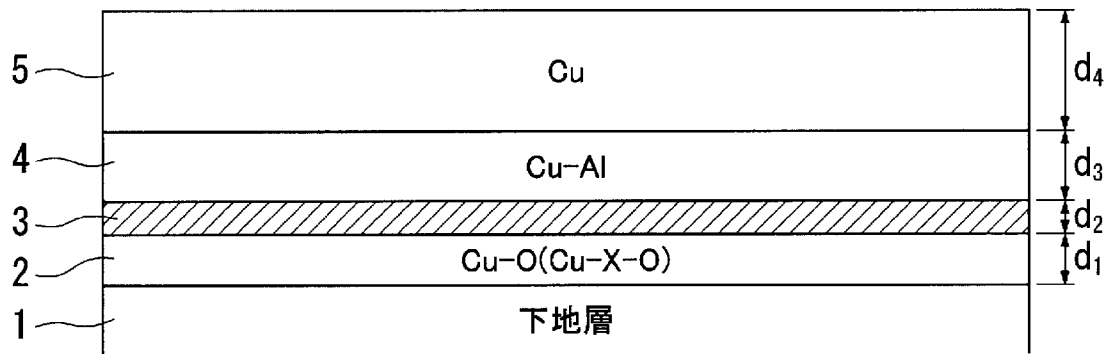 5 Cu d4
4 Cu-Al d3
3 d2
2 Cu-O(Cu-X-O) d1
1 下地層